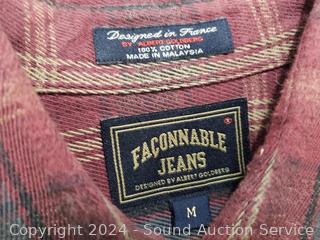 Designed in France
BY ALBERT GOLDBERG
100% COTTON
MADE IN MALAYSIA
FAÇONNABLE
®
JEANS
DESIGNED BY ALBERT GOLDBERG
M
Copyright 2024 - Sound Auction Service